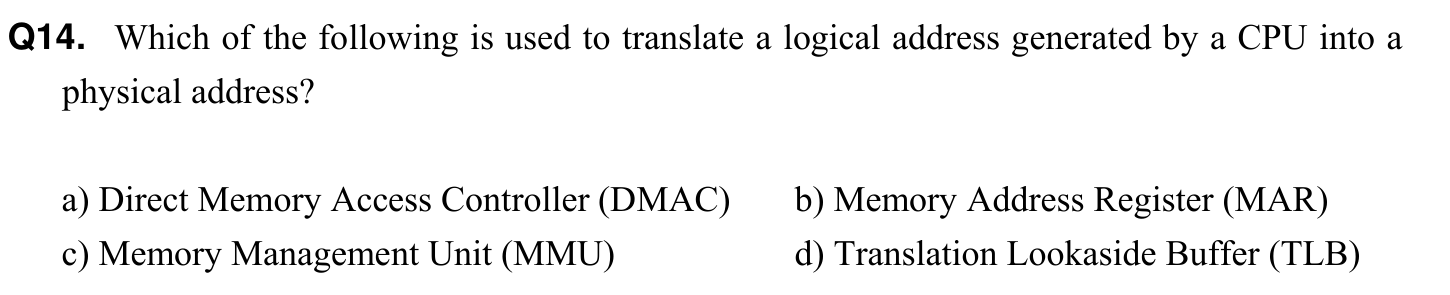 Q14. Which of the following is used to translate a logical address generated by a CPU into a
physical address?
a) Direct Memory Access Controller (DMAC) b) Memory Address Register (MAR)
c) Memory Management Unit (MMU) d) Translation Lookaside Buffer (TLB)